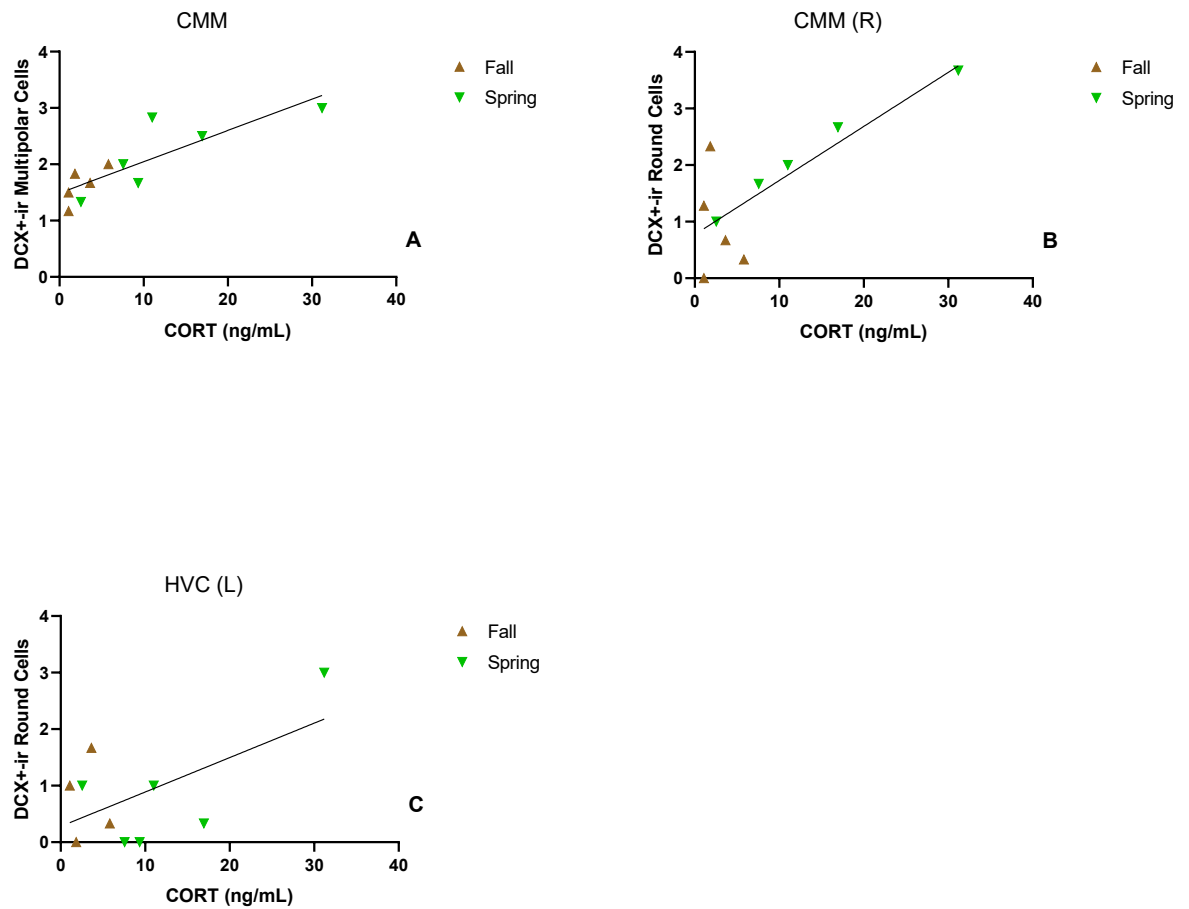 CMM
Fall
Spring
DCX+-ir Multipolar Cells
4
3
2
1
0
0 10 20 30 40
CORT (ng/mL)
A
CMM (R)
Fall
Spring
DCX+-ir Round Cells
4
3
2
1
0
0 10 20 30 40
CORT (ng/mL)
B
HVC (L)
Fall
Spring
DCX+-ir Round Cells
4
3
2
1
0
0 10 20 30 40
CORT (ng/mL)
C